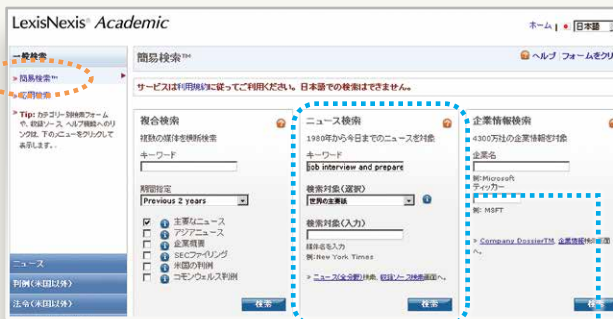 LexisNexis® Academic
ホーム | 日本語
一般検索
> 簡易検索™
> Tip: カテゴリー別検索フォームや、収録ソース、ヘルプ機能へのリンクは、下のメニューをクリックして表示します。
ニュース
判例(米国以外)
法令(米国以外)
簡易検索™
ヘルプ フォームをクリ
サービスは利用規約に従ってご利用ください。日本語での検索はできません。
複合検索
複数の媒体を横断検索
キーワード
期間指定
Previous 2 years
主要なニュース
アジアニュース
企業概要
SECファイリング
米国の判例
コモンウェルス判例
検索
ニュース検索
1980年から今日までのニュースを対象
キーワード
job interview and prepare
検索対象(選択)
世界の主要紙
検索対象(入力)
媒体名を入力
例:New York Times
> ニュース(全分野)検索、収録ソース検索画面へ。
検索
企業情報検索
4300万社の企業情報を対象
企業名
例:Microsoft
ティッカー
例: MSFT
> Company DossierTM、企業情報検索画面へ。
検索